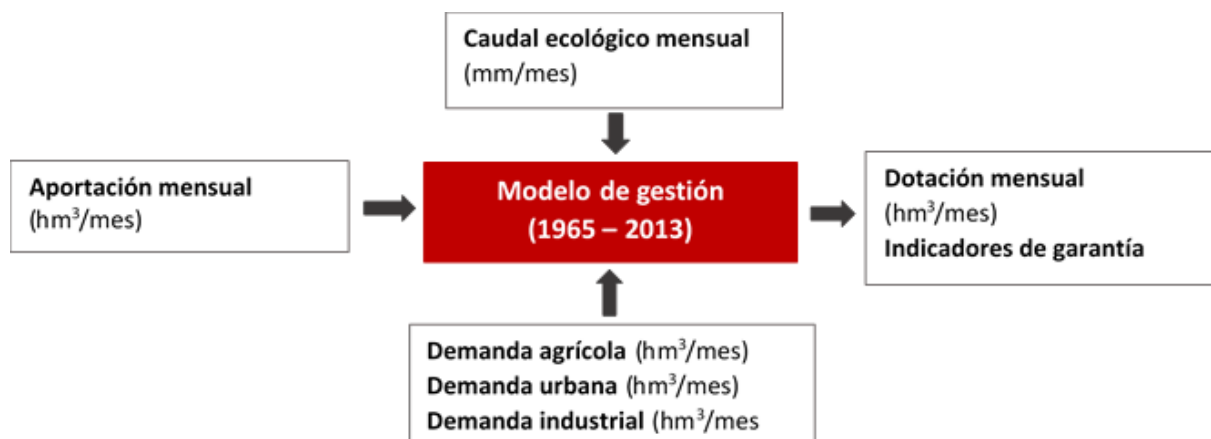 Caudal ecológico mensual
(mm/mes)
Aportación mensual
(hm³/mes)
Modelo de gestión
(1965 – 2013)
Dotación mensual
(hm³/mes)
Indicadores de garantía
Demanda agrícola (hm³/mes)
Demanda urbana (hm³/mes)
Demanda industrial (hm³/mes